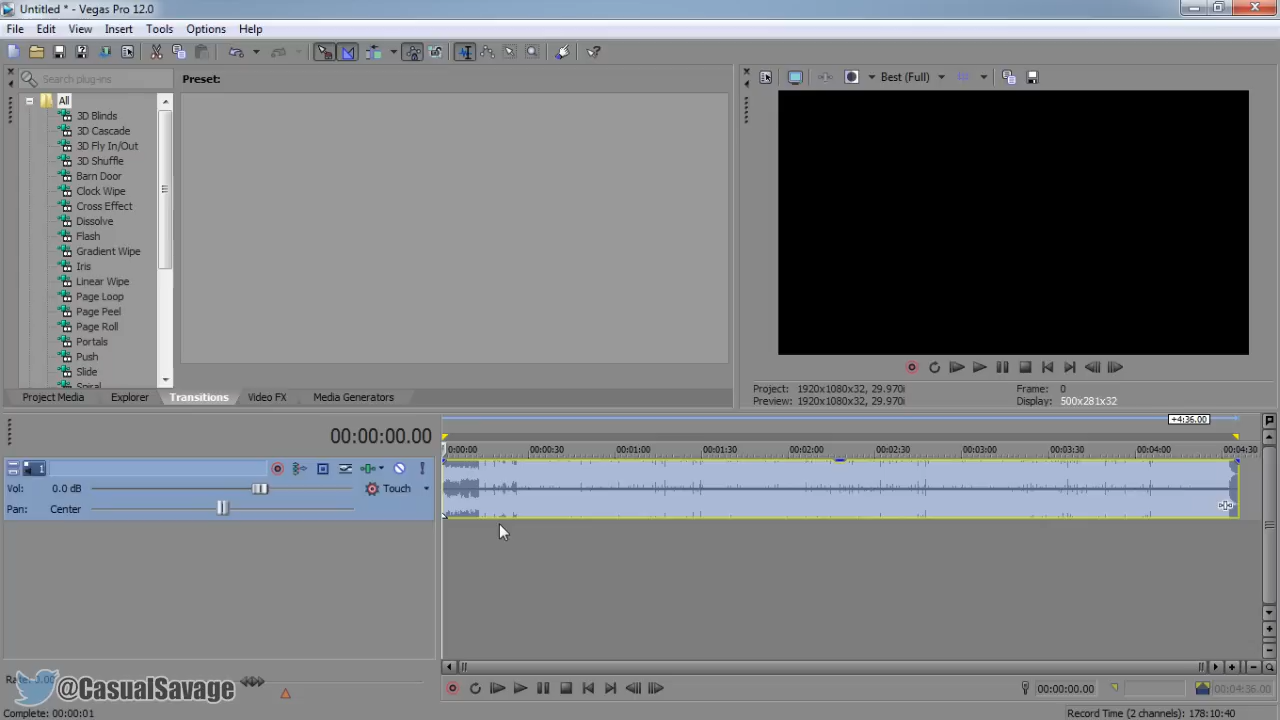 Untitled * - Vegas Pro 12.0
File Edit View Insert Tools Options Help
Search plug-ins
Preset:
Best (Full)
All
3D Blinds
3D Cascade
3D Fly In/Out
3D Shuffle
Barn Door
Clock Wipe
Cross Effect
Dissolve
Flash
Gradient Wipe
Iris
Linear Wipe
Page Loop
Page Peel
Page Roll
Portals
Push
Slide
Spiral
Project: 1920x1080x32, 29.970i
Frame: 0
Preview: 1920x1080x32, 29.970i
Display: 500x281x32
Project Media Explorer Transitions Video FX Media Generators
+4:36.00
00:00:00.00
00:00:00 00:00:30 00:01:00 00:01:30 00:02:00 00:02:30 00:03:00 00:03:30 00:04:00 00:04:30
1
Vol: 0.0 dB Touch
Pan: Center
Rate: 0.00
@CasualSavage
00:00:00.00
00:04:36.00
Complete: 00:00:01
Record Time (2 channels): 178:10:40